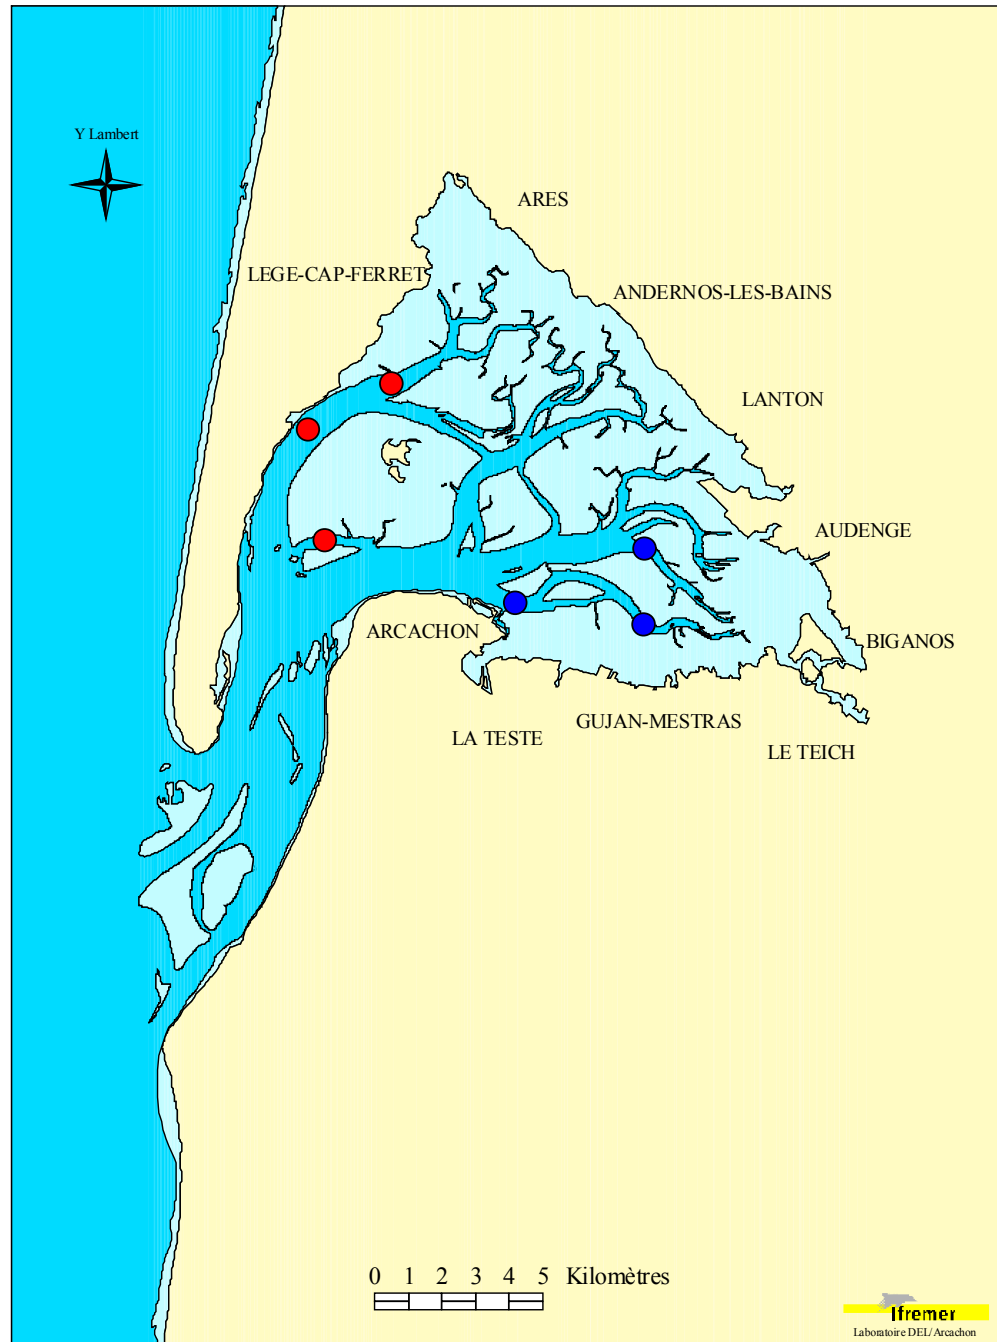 Y Lambert
ARES
LEGE-CAP-FERRET
ANDERNOS-LES-BAINS
LANTON
AUDENGE
ARCACHON
BIGANOS
GUJAN-MESTRAS
LA TESTE
LE TEICH
0 1 2 3 4 5 Kilomètres
Ifremer
Laboratoire DEL/Arcachon